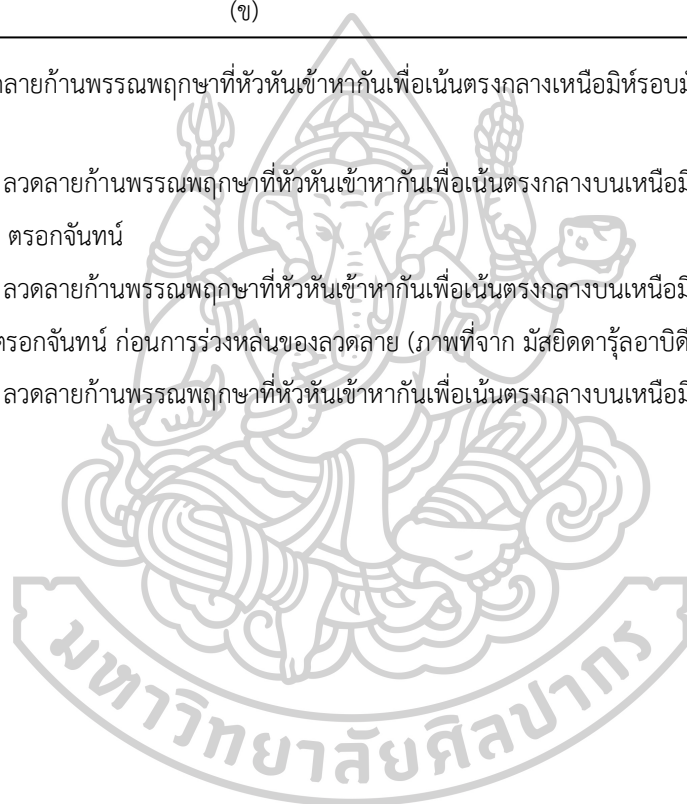 (ข)
ลายก้านพรรณพฤกษาที่หัวหันเข้าหากันเพื่อเน้นตรงกลางเหนือมิห์รอบ
ลวดลายก้านพรรณพฤกษาที่หัวหันเข้าหากันเพื่อเน้นตรงกลางบนเหนือมิ
ตรอกจันทน์
ลวดลายก้านพรรณพฤกษาที่หัวหันเข้าหากันเพื่อเน้นตรงกลางบนเหนือมิ
ตรอกจันทน์ ก่อนการร่วงหล่นของลวดลาย (ภาพที่จาก มัสยิดดารุ้ลอาบิดี
ลวดลายก้านพรรณพฤกษาที่หัวหันเข้าหากันเพื่อเน้นตรงกลางบนเหนือมิ
มหาวิทยาลัยศิลปากร